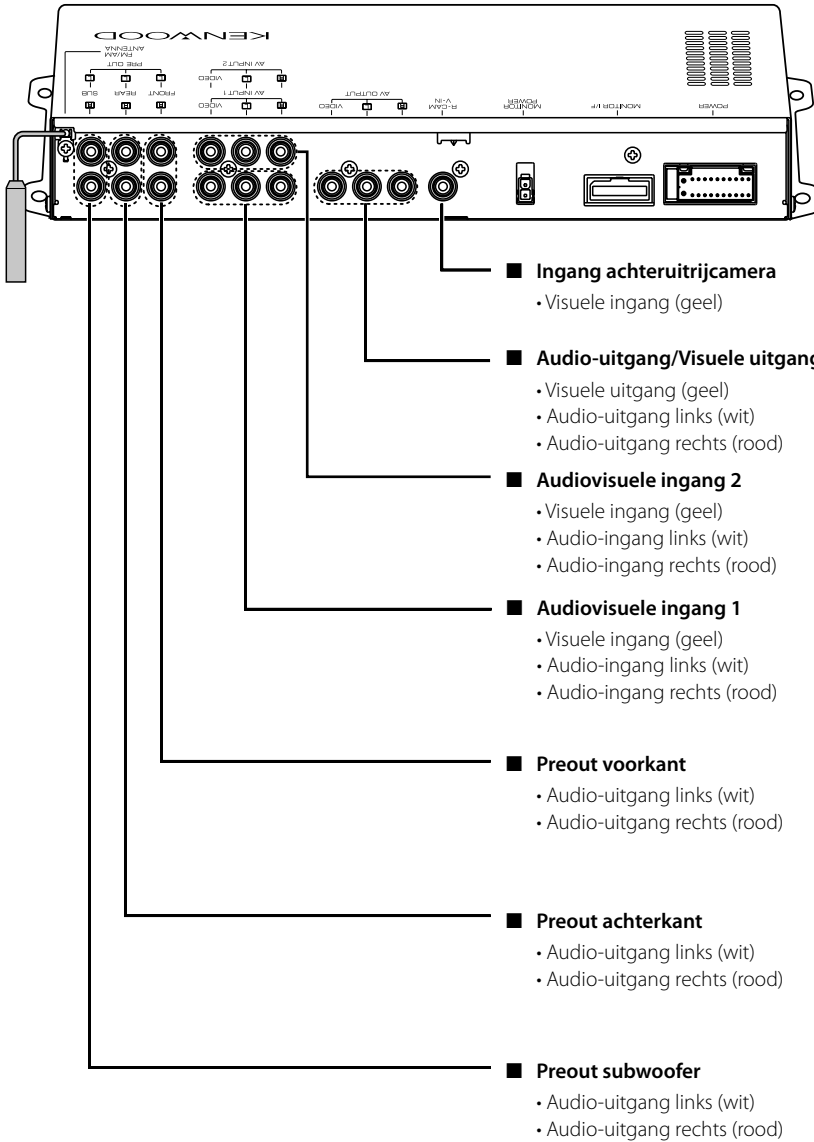 KENWOOD
FM/AM
ANTENNA
PRE OUT
SUB
REAR
FRONT
AV INPUT2
VIDEO
AV INPUT1
VIDEO
AV OUTPUT
VIDEO
R-CAM
V-IN
MONITOR
POWER
MONITOR I/F
POWER
■ Ingang achteruitrijcamera
• Visuele ingang (geel)
■ Audio-uitgang/Visuele uitgang
• Visuele uitgang (geel)
• Audio-uitgang links (wit)
• Audio-uitgang rechts (rood)
■ Audiovisuele ingang 2
• Visuele ingang (geel)
• Audio-ingang links (wit)
• Audio-ingang rechts (rood)
■ Audiovisuele ingang 1
• Visuele ingang (geel)
• Audio-ingang links (wit)
• Audio-ingang rechts (rood)
■ Preout voorkant
• Audio-uitgang links (wit)
• Audio-uitgang rechts (rood)
■ Preout achterkant
• Audio-uitgang links (wit)
• Audio-uitgang rechts (rood)
■ Preout subwoofer
• Audio-uitgang links (wit)
• Audio-uitgang rechts (rood)